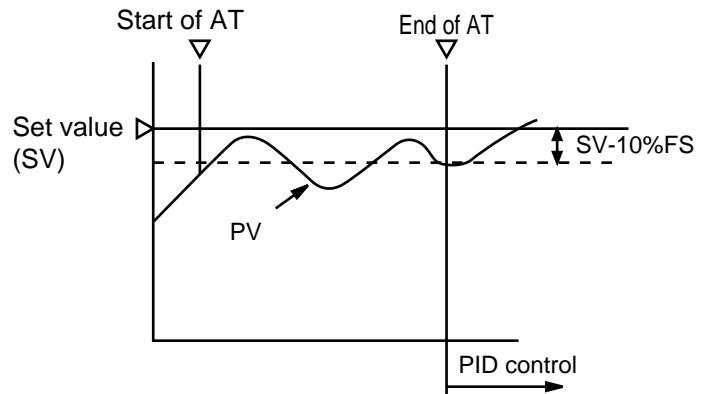 Start of AT
End of AT
Set value
(SV)
SV-10%FS
PV
PID control